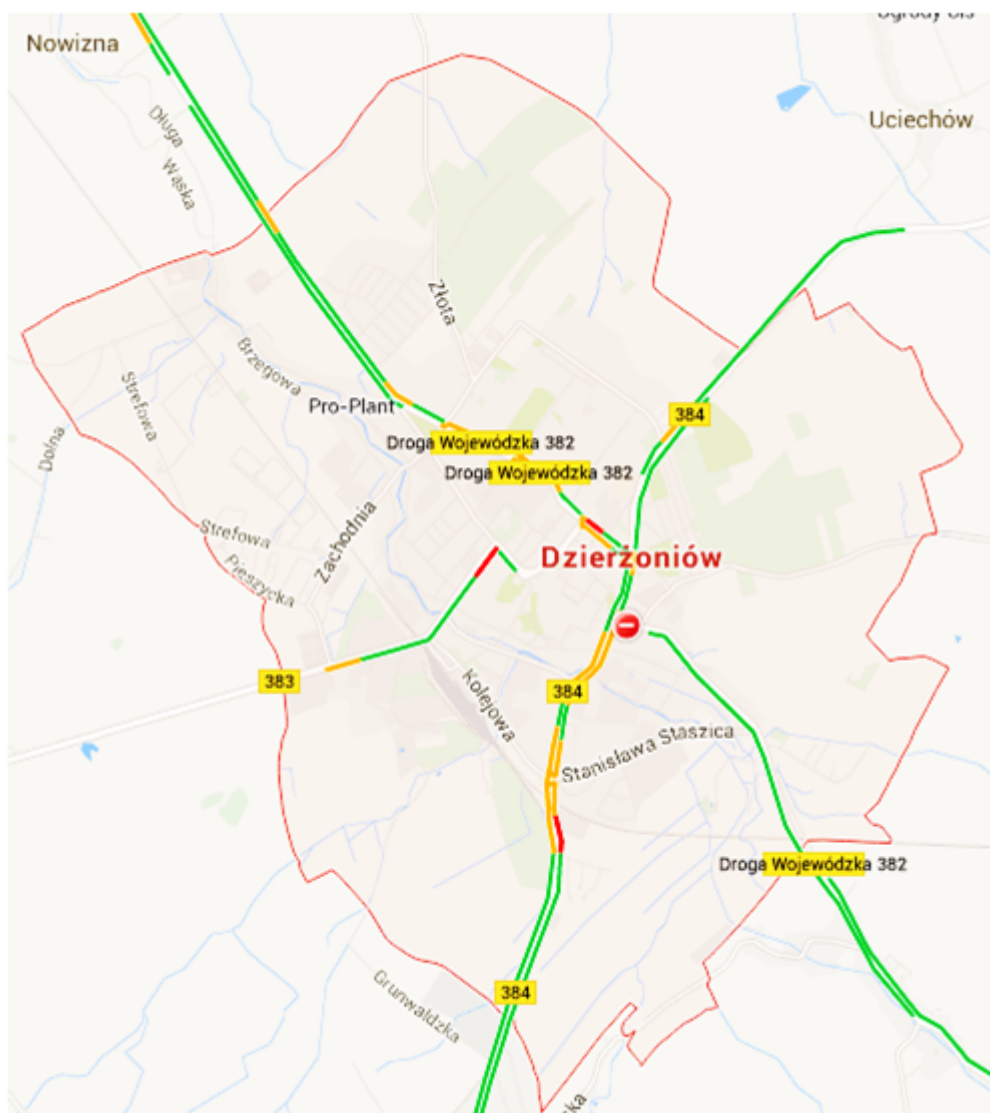 Nowizna
Uciechów
Długa
Wąska
Złota
Brzegowa
Strefowa
Pro-Plant
384
Droga Wojewódzka 382
Droga Wojewódzka 382
Dolna
Zachodnia
Strefowa
Pieszycka
Dzierżoniów
383
Kolejowa
384
Stanisława Staszica
Droga Wojewódzka 382
384
Grunwaldzka